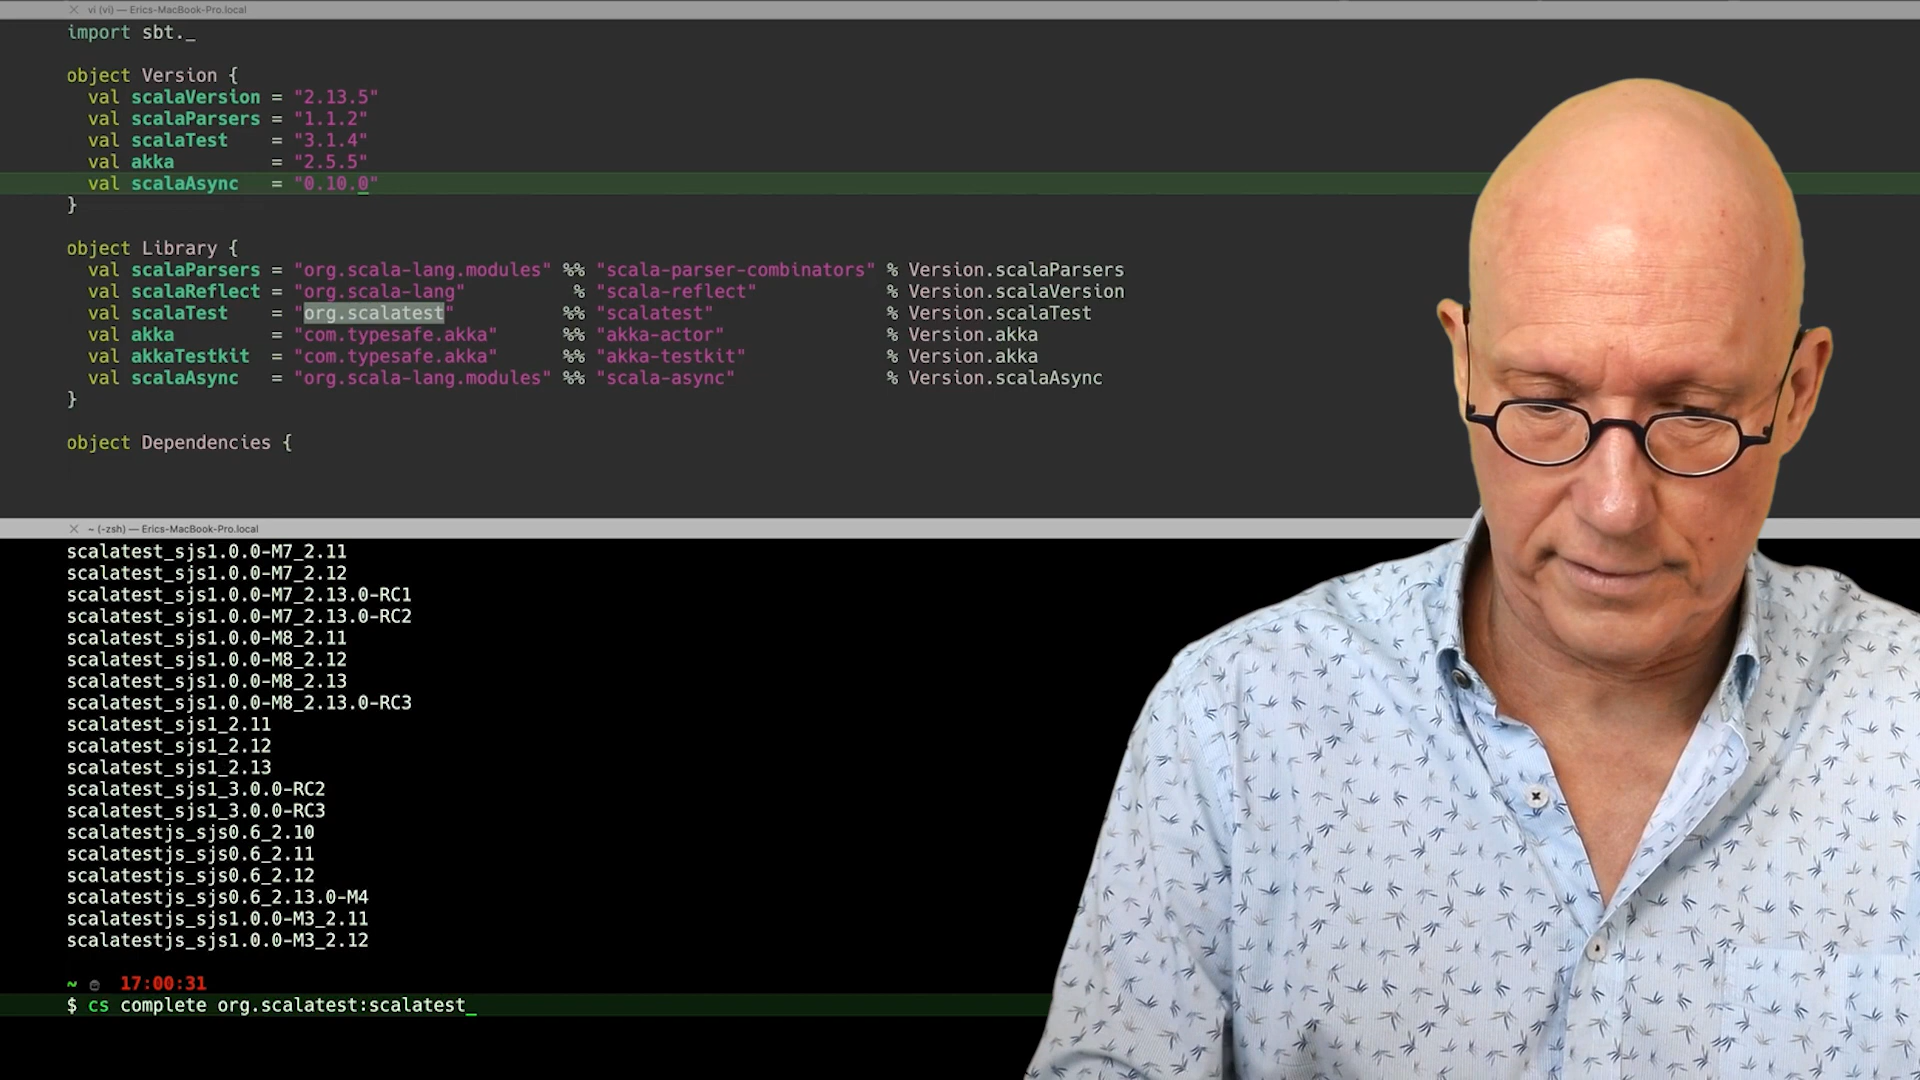 vi (vi) — Erics-MacBook-Pro.local
import sbt._
object Version {
val scalaVersion = "2.13.5"
val scalaParsers = "1.1.2"
val scalaTest = "3.1.4"
val akka = "2.5.5"
val scalaAsync = "0.10.0"
}
object Library {
val scalaParsers = "org.scala-lang.modules" %% "scala-parser-combinators" % Version.scalaParsers
val scalaReflect = "org.scala-lang" % "scala-reflect" % Version.scalaVersion
val scalaTest = "org.scalatest" %% "scalatest" % Version.scalaTest
val akka = "com.typesafe.akka" %% "akka-actor" % Version.akka
val akkaTestkit = "com.typesafe.akka" %% "akka-testkit" % Version.akka
val scalaAsync = "org.scala-lang.modules" %% "scala-async" % Version.scalaAsync
}
object Dependencies {
~ (-zsh) — Erics-MacBook-Pro.local
scalatest_sjs1.0.0-M7_2.11
scalatest_sjs1.0.0-M7_2.12
scalatest_sjs1.0.0-M7_2.13.0-RC1
scalatest_sjs1.0.0-M7_2.13.0-RC2
scalatest_sjs1.0.0-M8_2.11
scalatest_sjs1.0.0-M8_2.12
scalatest_sjs1.0.0-M8_2.13
scalatest_sjs1.0.0-M8_2.13.0-RC3
scalatest_sjs1_2.11
scalatest_sjs1_2.12
scalatest_sjs1_2.13
scalatest_sjs1_3.0.0-RC2
scalatest_sjs1_3.0.0-RC3
scalatestjs_sjs0.6_2.10
scalatestjs_sjs0.6_2.11
scalatestjs_sjs0.6_2.12
scalatestjs_sjs0.6_2.13.0-M4
scalatestjs_sjs1.0.0-M3_2.11
scalatestjs_sjs1.0.0-M3_2.12
~ 17:00:31
$ cs complete org.scalatest:scalatest_